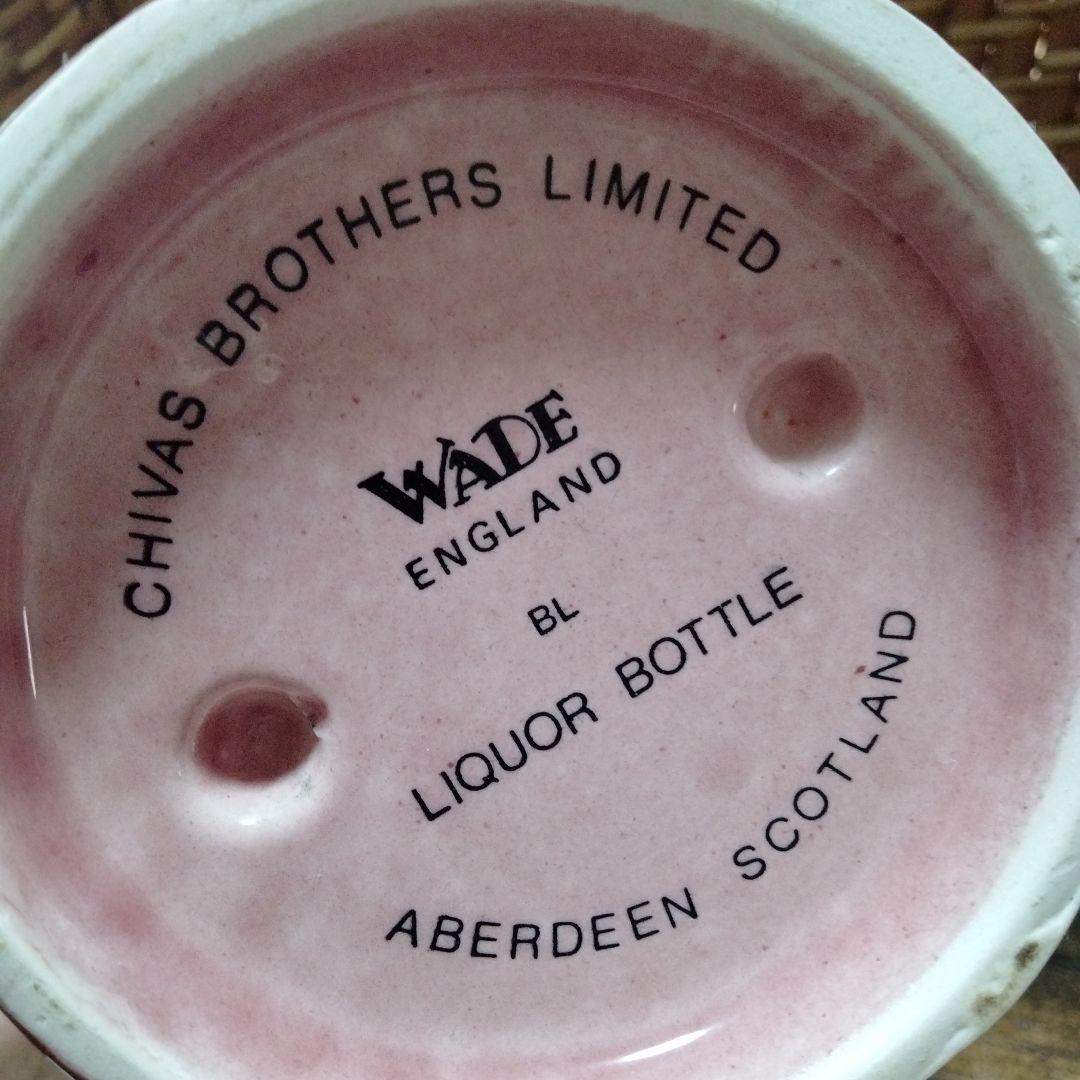 CHIVAS BROTHERS LIMITED
WADE
ENGLAND
BL
LIQUOR BOTTLE
ABERDEEN SCOTLAND